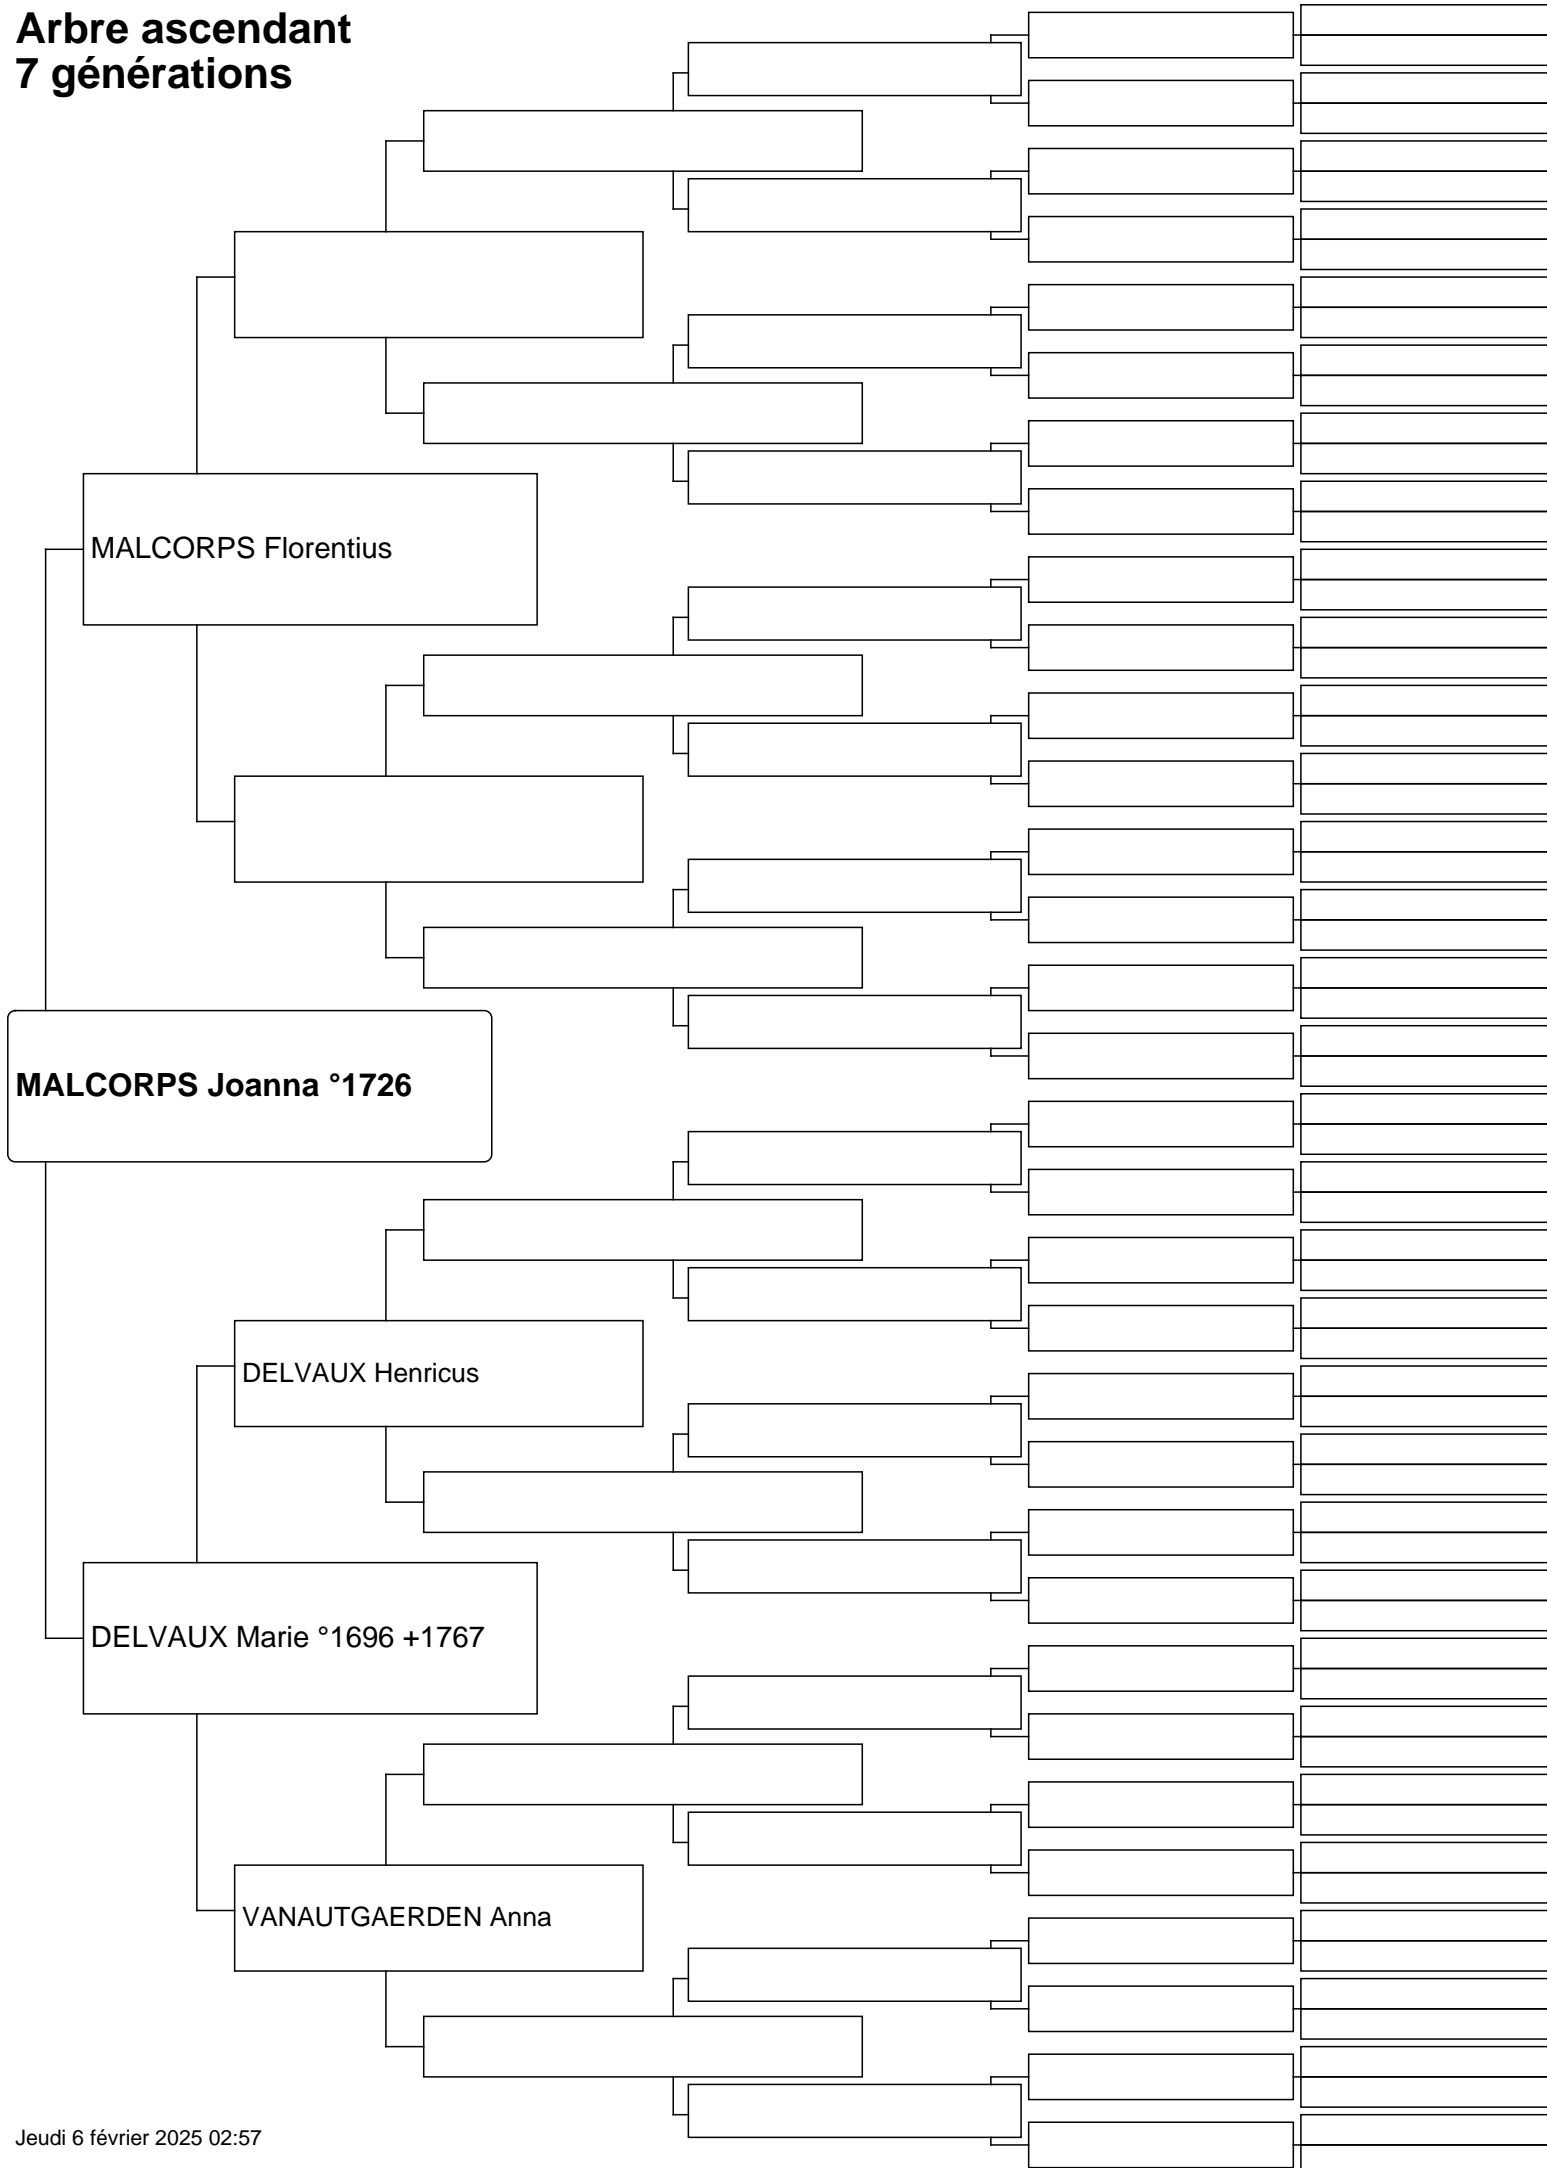 Arbre ascendant
7 générations
MALCORPS Florentius
MALCORPS Joanna °1726
DELVAUX Henricus
DELVAUX Marie °1696 +1767
VANAUTGAERDEN Anna
Jeudi 6 février 2025 02:57